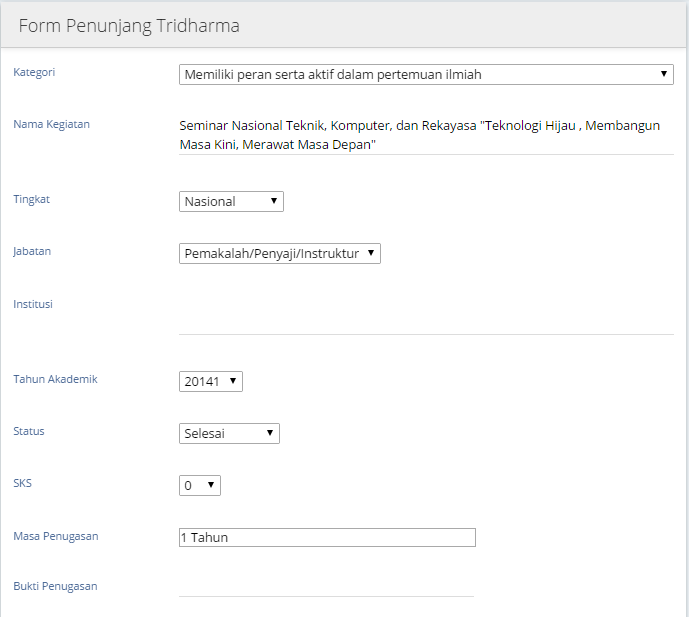 Form Penunjang Tridharma
Kategori
Memiliki peran serta aktif dalam pertemuan ilmiah
Nama Kegiatan
Seminar Nasional Teknik, Komputer, dan Rekayasa "Teknologi Hijau , Membangun
Masa Kini, Merawat Masa Depan"
Tingkat
Nasional
Jabatan
Pemakalah/Penyaji/Instruktur
Institusi
Tahun Akademik
20141
Status
Selesai
SKS
0
Masa Penugasan
1 Tahun
Bukti Penugasan